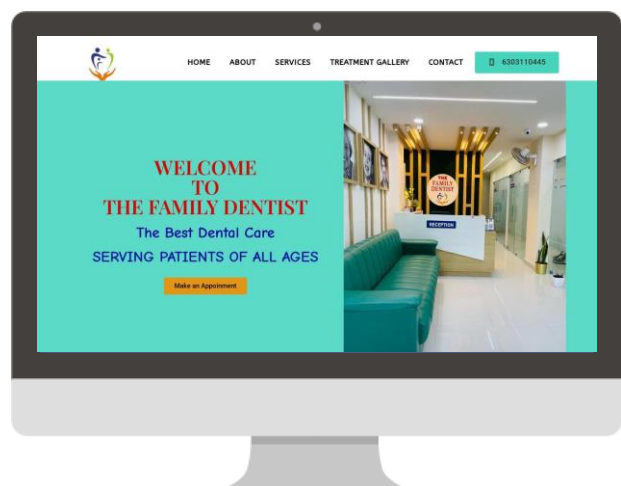 HOME ABOUT SERVICES TREATMENT GALLERY CONTACT 6303110445
WELCOME
TO
THE FAMILY DENTIST
The Best Dental Care
SERVING PATIENTS OF ALL AGES
Make an Appoinment
THE
FAMILY
DENTIST
RECEPTION